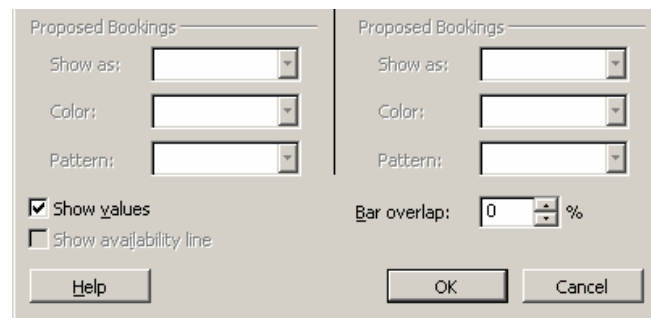 Proposed Bookings
Show as:
Color:
Pattern:
Proposed Bookings
Show as:
Color:
Pattern:
Show values
Show availability line
Bar overlap: 0 %
Help
OK
Cancel